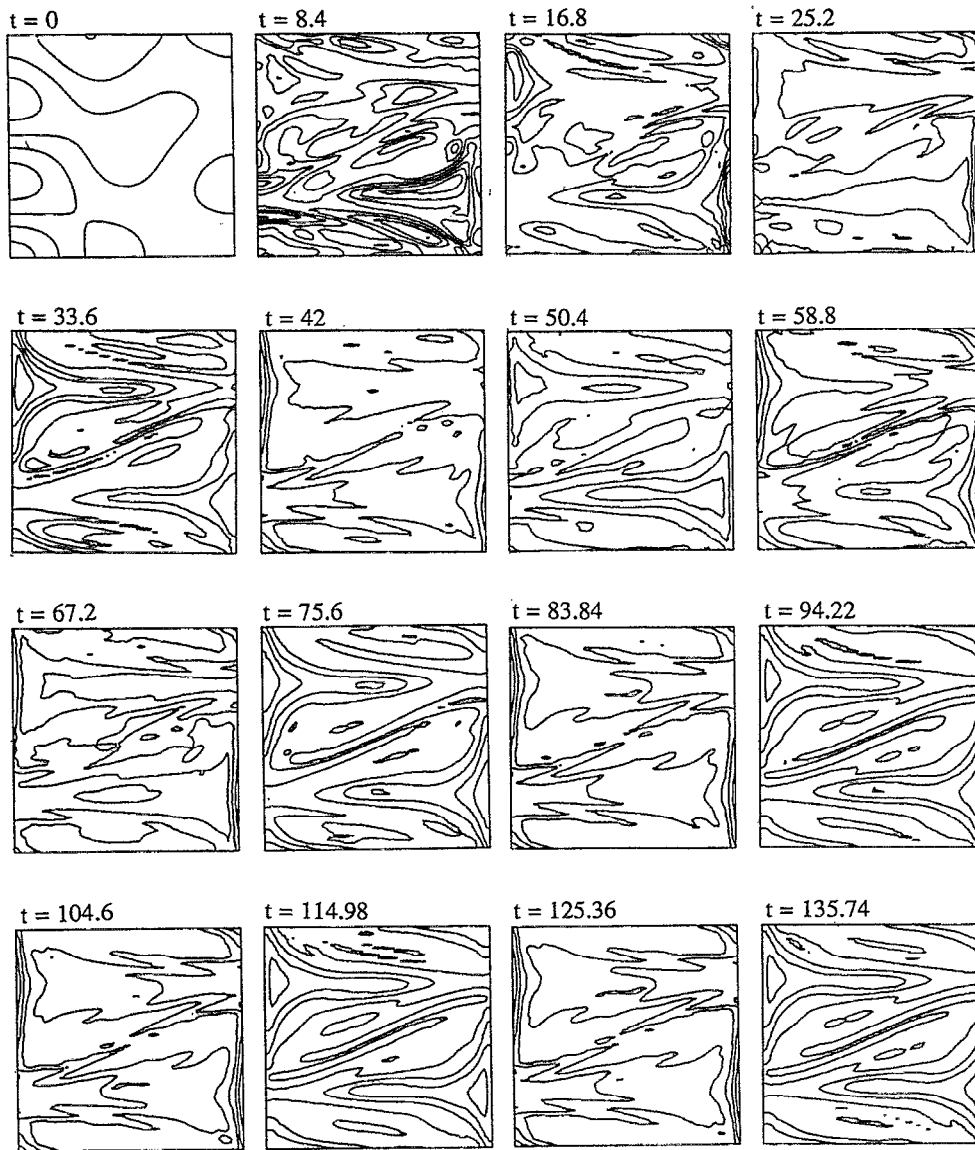 t = 0 t = 8.4 t = 16.8 t = 25.2
t = 33.6 t = 42 t = 50.4 t = 58.8
t = 67.2 t = 75.6 t = 83.84 t = 94.22
t = 104.6 t = 114.98 t = 125.36 t = 135.74